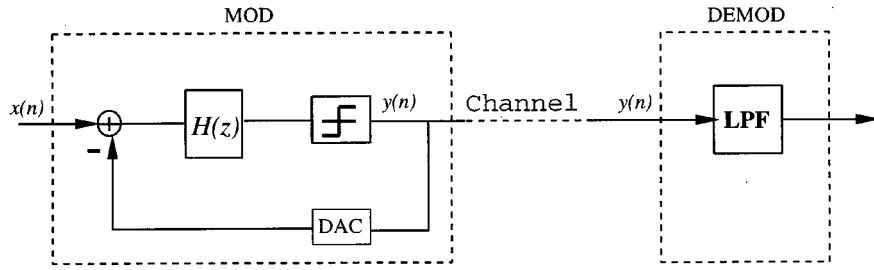 MOD
DEMOD
x(n)
H(z)
y(n)
Channel
y(n)
LPF
DAC